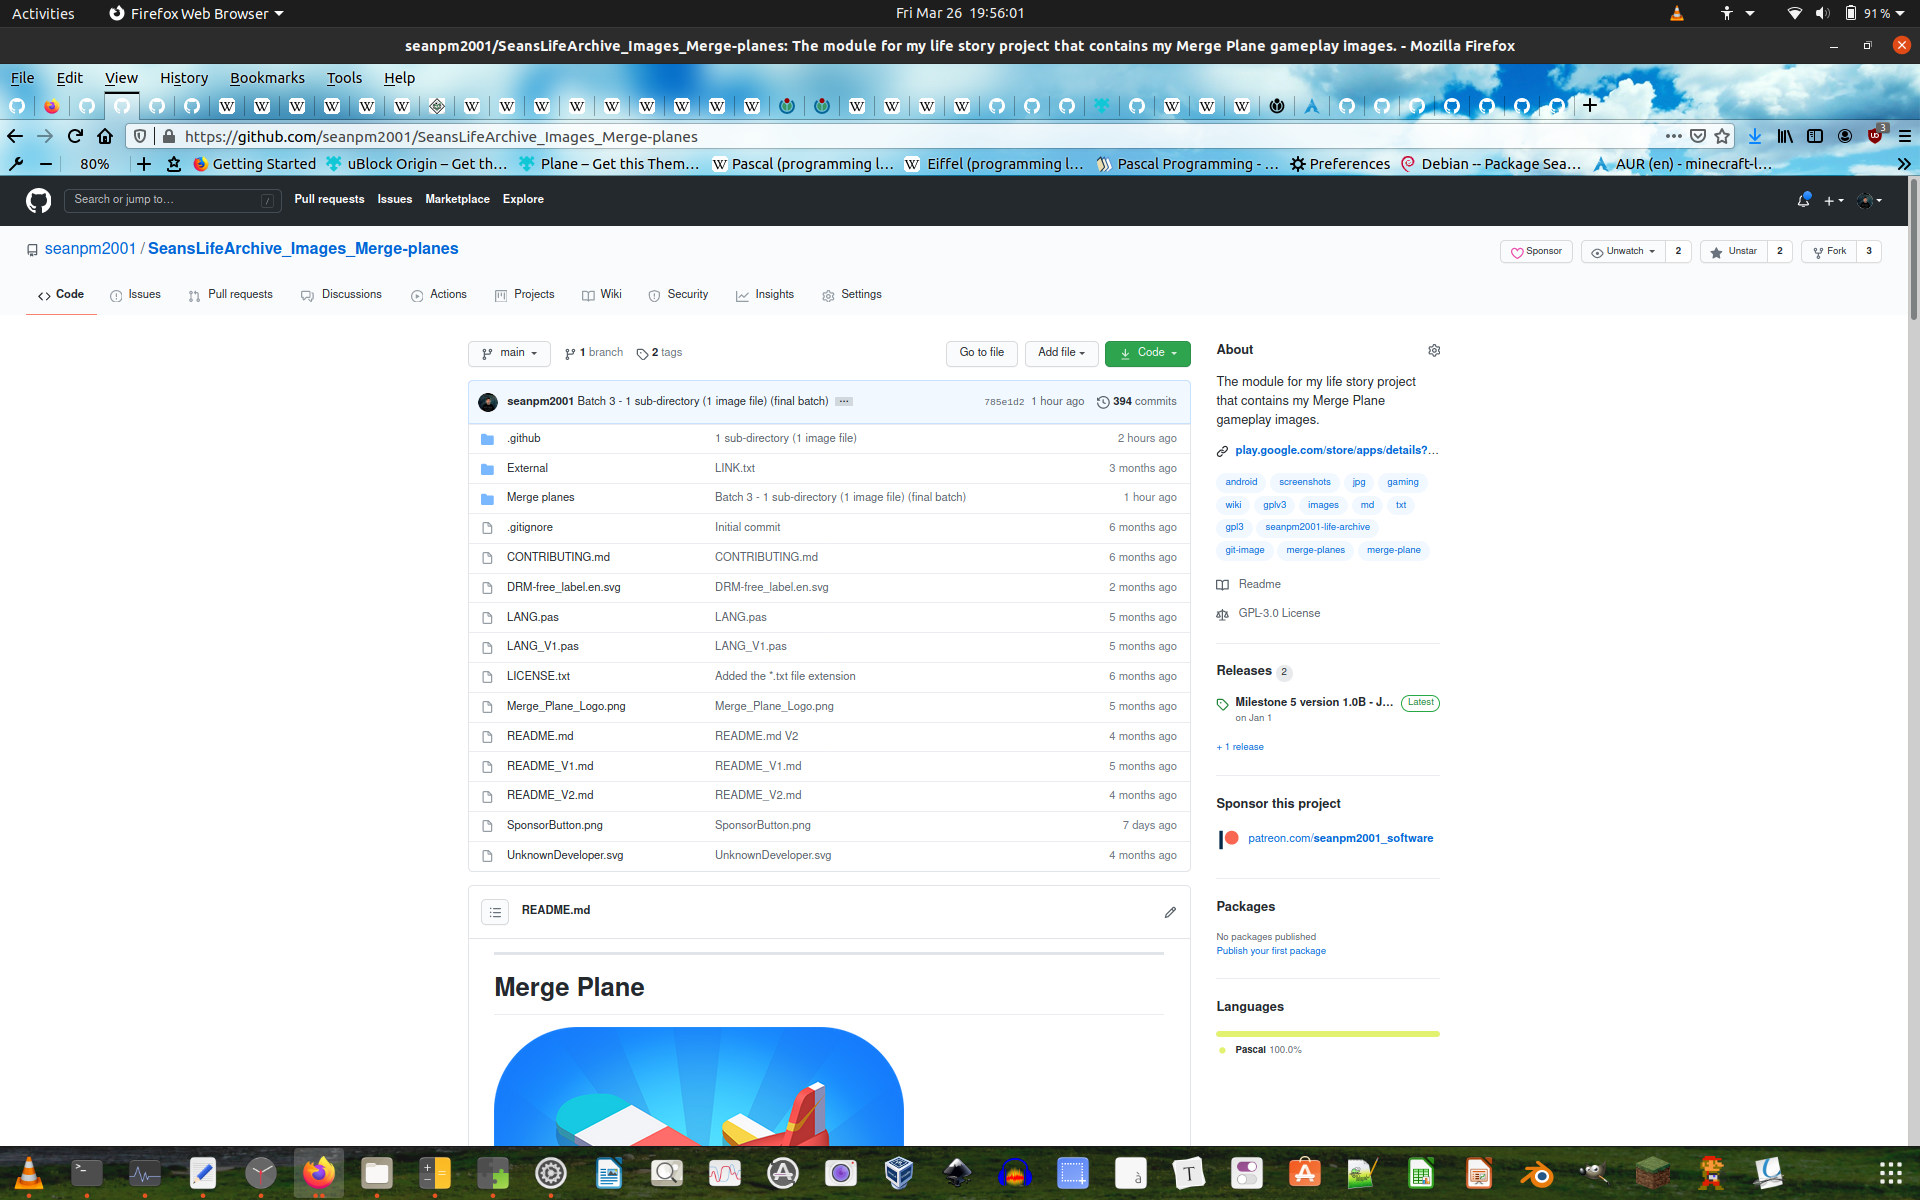 Activities
Firefox Web Browser
Fri Mar 26 19:56:01
91 %
seanpm2001/SeansLifeArchive_Images_Merge-planes: The module for my life story project that contains my Merge Plane gameplay images. - Mozilla Firefox
File Edit View History Bookmarks Tools Help
https://github.com/seanpm2001/SeansLifeArchive_Images_Merge-planes
3
80%
Getting Started
uBlock Origin – Get th…
Plane – Get this Them…
Pascal (programming l…
Eiffel (programming l…
Pascal Programming - …
Preferences
Debian -- Package Sea…
AUR (en) - minecraft-l…
Search or jump to…
/
Pull requests
Issues
Marketplace
Explore
seanpm2001 / SeansLifeArchive_Images_Merge-planes
Sponsor
Unwatch
2
Unstar
2
Fork
3
Code
Issues
Pull requests
Discussions
Actions
Projects
Wiki
Security
Insights
Settings
main
1 branch
2 tags
Go to file
Add file
Code
seanpm2001 Batch 3 - 1 sub-directory (1 image file) (final batch)
785e1d2 1 hour ago
394 commits
.github 1 sub-directory (1 image file) 2 hours ago
External LINK.txt 3 months ago
Merge planes Batch 3 - 1 sub-directory (1 image file) (final batch) 1 hour ago
.gitignore Initial commit 6 months ago
CONTRIBUTING.md CONTRIBUTING.md 6 months ago
DRM-free_label.en.svg DRM-free_label.en.svg 2 months ago
LANG.pas LANG.pas 5 months ago
LANG_V1.pas LANG_V1.pas 5 months ago
LICENSE.txt Added the *.txt file extension 6 months ago
Merge_Plane_Logo.png Merge_Plane_Logo.png 5 months ago
README.md README.md V2 4 months ago
README_V1.md README_V1.md 5 months ago
README_V2.md README_V2.md 4 months ago
SponsorButton.png SponsorButton.png 7 days ago
UnknownDeveloper.svg UnknownDeveloper.svg 4 months ago
README.md
Merge Plane
About
The module for my life story project
that contains my Merge Plane
gameplay images.
play.google.com/store/apps/details?…
android screenshots jpg gaming
wiki gplv3 images md txt
gpl3 seanpm2001-life-archive
git-image merge-planes merge-plane
Readme
GPL-3.0 License
Releases 2
Milestone 5 version 1.0B - J… Latest
on Jan 1
+ 1 release
Sponsor this project
patreon.com/seanpm2001_software
Packages
No packages published
Publish your first package
Languages
Pascal 100.0%